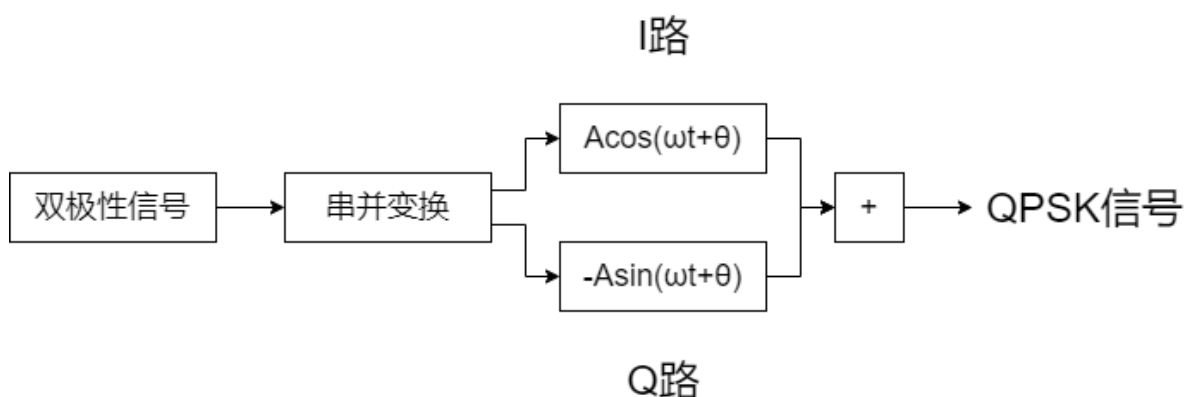 I路
Acos(ωt+θ)
双极性信号
串并变换
+
QPSK信号
-Asin(ωt+θ)
Q路